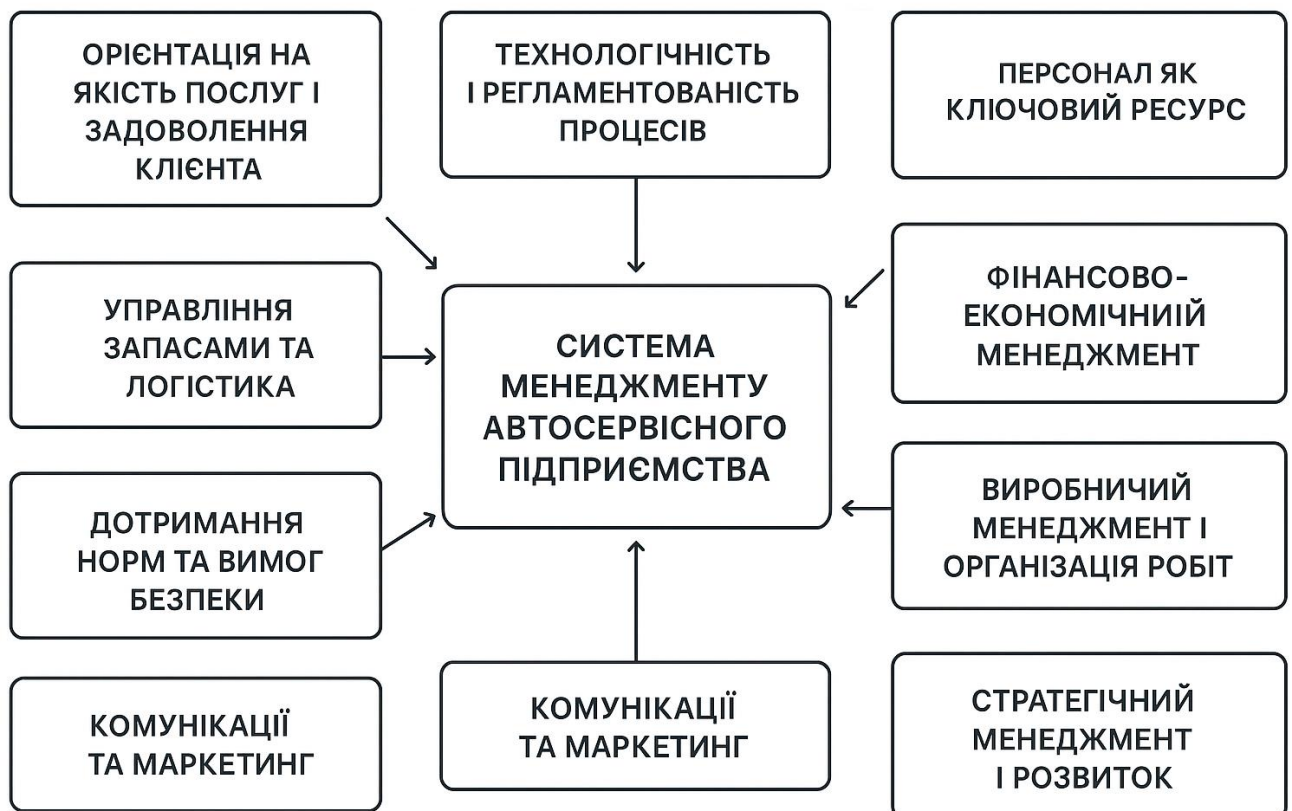 ОРІЄНТАЦІЯ НА
ЯКІСТЬ ПОСЛУГ І
ЗАДОВОЛЕННЯ
КЛІЄНТА
ТЕХНОЛОГІЧНІСТЬ
І РЕГЛАМЕНТОВАНІСТЬ
ПРОЦЕСІВ
ПЕРСОНАЛ ЯК
КЛЮЧОВИЙ РЕСУРС
УПРАВЛІННЯ
ЗАПАСАМИ ТА
ЛОГІСТИКА
СИСТЕМА
МЕНЕДЖМЕНТУ
АВТОСЕРВІСНОГО
ПІДПРИЄМСТВА
ФІНАНСОВО-
ЕКОНОМІЧНИІЙ
МЕНЕДЖМЕНТ
ДОТРИМАННЯ
НОРМ ТА ВИМОГ
БЕЗПЕКИ
ВИРОБНИЧИЙ
МЕНЕДЖМЕНТ І
ОРГАНІЗАЦІЯ РОБІТ
КОМУНІКАЦІЇ
ТА МАРКЕТИНГ
КОМУНІКАЦІЇ
ТА МАРКЕТИНГ
СТРАТЕГІЧНИЙ
МЕНЕДЖМЕНТ
І РОЗВИТОК